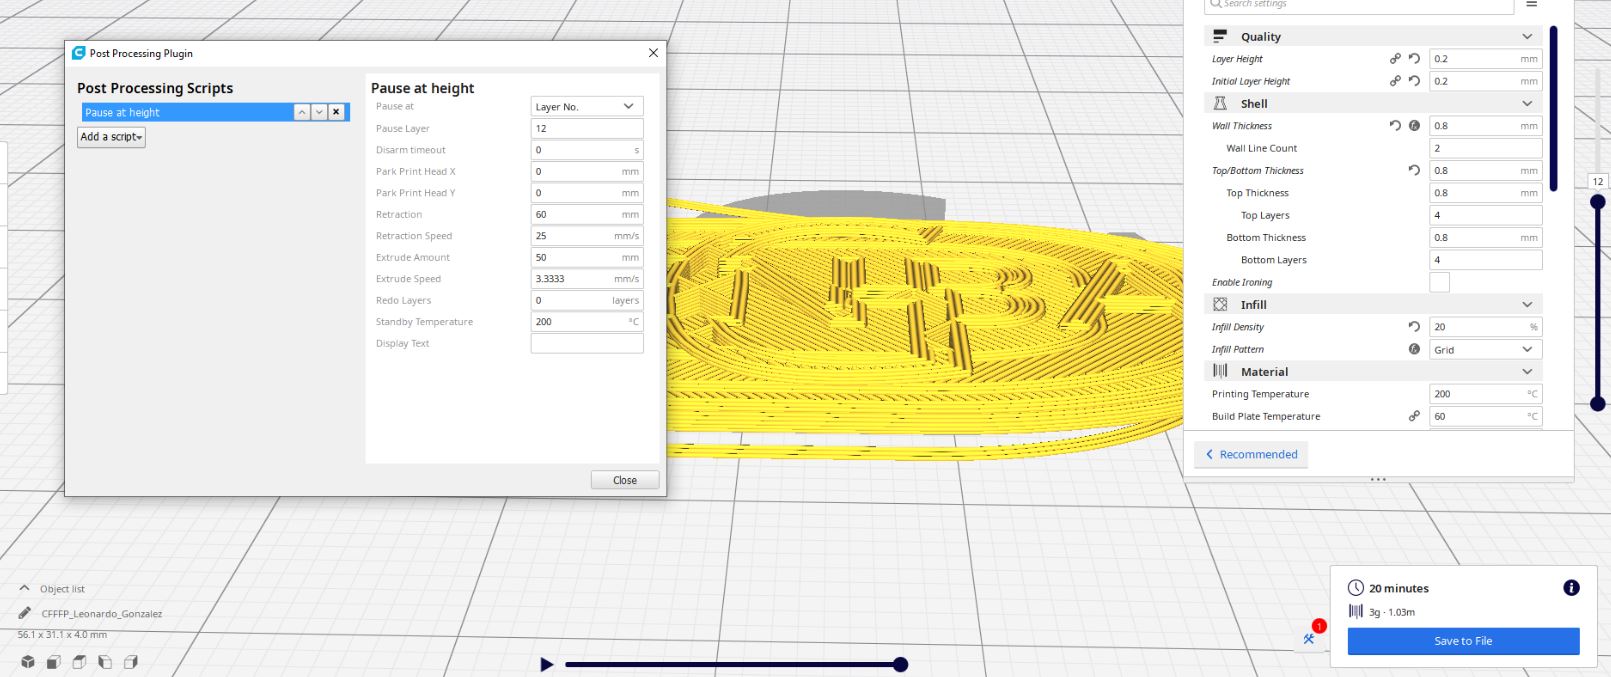 Post Processing Plugin
Post Processing Scripts
Pause at height
Add a script
Pause at height
Pause at Layer No.
Pause Layer 12
Disarm timeout 0 s
Park Print Head X 0 mm
Park Print Head Y 0 mm
Retraction 60 mm
Retraction Speed 25 mm/s
Extrude Amount 50 mm
Extrude Speed 3.3333 mm/s
Redo Layers 0 layers
Standby Temperature 200 °C
Display Text
Close
Search settings
Quality
Layer Height 0.2 mm
Initial Layer Height 0.2 mm
Shell
Wall Thickness 0.8 mm
Wall Line Count 2
Top/Bottom Thickness 0.8 mm
Top Thickness 0.8 mm
Top Layers 4
Bottom Thickness 0.8 mm
Bottom Layers 4
Enable Ironing
Infill
Infill Density 20 %
Infill Pattern Grid
Material
Printing Temperature 200 °C
Build Plate Temperature 60 °C
Recommended
12
Object list
CFFFP_Leonardo_Gonzalez
56.1 x 31.1 x 4.0 mm
20 minutes
3g · 1.03m
1
Save to File